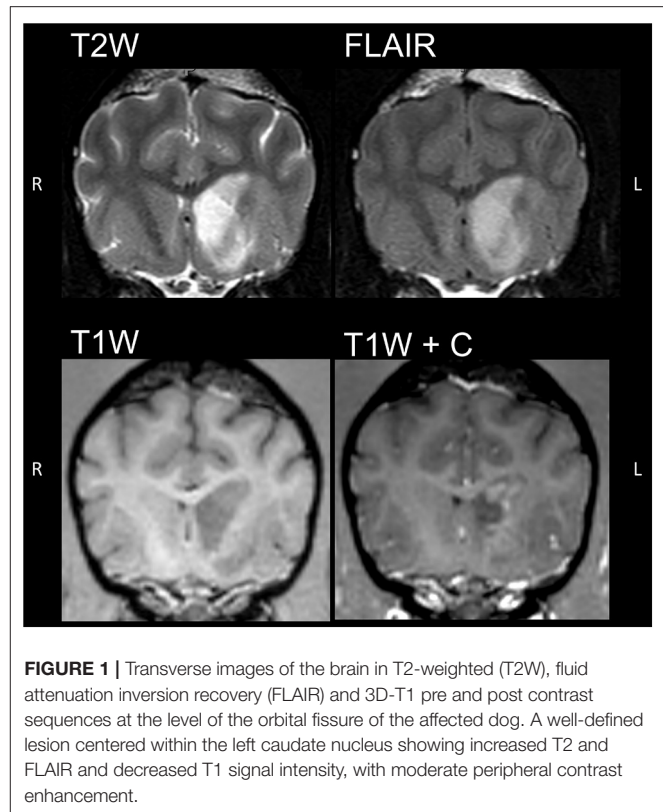 T2W FLAIR
R L
T1W T1W + C
R L
FIGURE 1 | Transverse images of the brain in T2-weighted (T2W), fluid
attenuation inversion recovery (FLAIR) and 3D-T1 pre and post contrast
sequences at the level of the orbital fissure of the affected dog. A well-defined
lesion centered within the left caudate nucleus showing increased T2 and
FLAIR and decreased T1 signal intensity, with moderate peripheral contrast
enhancement.